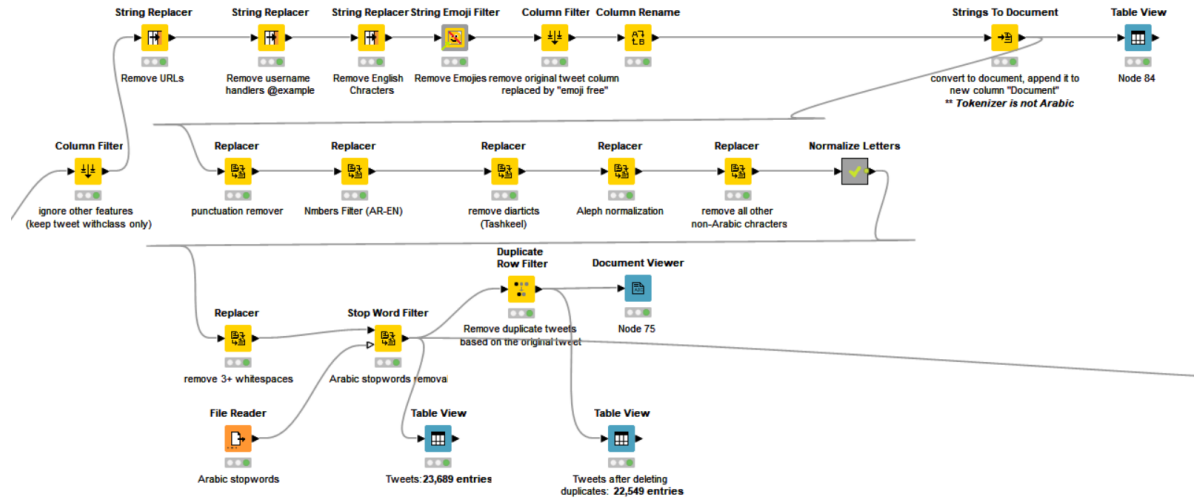 String Replacer
String Replacer
String Replacer
String Emoji Filter
Column Filter
Column Rename
Strings To Document
Table View
A→
↕B
Remove URLs
Remove username
handlers @example
Remove English
Chracters
Remove Emojies
remove original tweet column
replaced by "emoji free"
convert to document, append it to
new column "Document"
** Tokenizer is not Arabic
Node 84
Column Filter
Replacer
Replacer
Replacer
Replacer
Replacer
Normalize Letters
ignore other features
(keep tweet withclass only)
punctuation remover
Nmbers Filter (AR-EN)
remove diarticts
(Tashkeel)
Aleph normalization
remove all other
non-Arabic chracters
Duplicate
Row Filter
Document Viewer
Replacer
Stop Word Filter
Remove duplicate tweets
based on the original tweet
Node 75
remove 3+ whitespaces
Arabic stopwords removal
File Reader
Table View
Table View
Arabic stopwords
Tweets: 23,689 entries
Tweets after deleting
duplicates: 22,549 entries